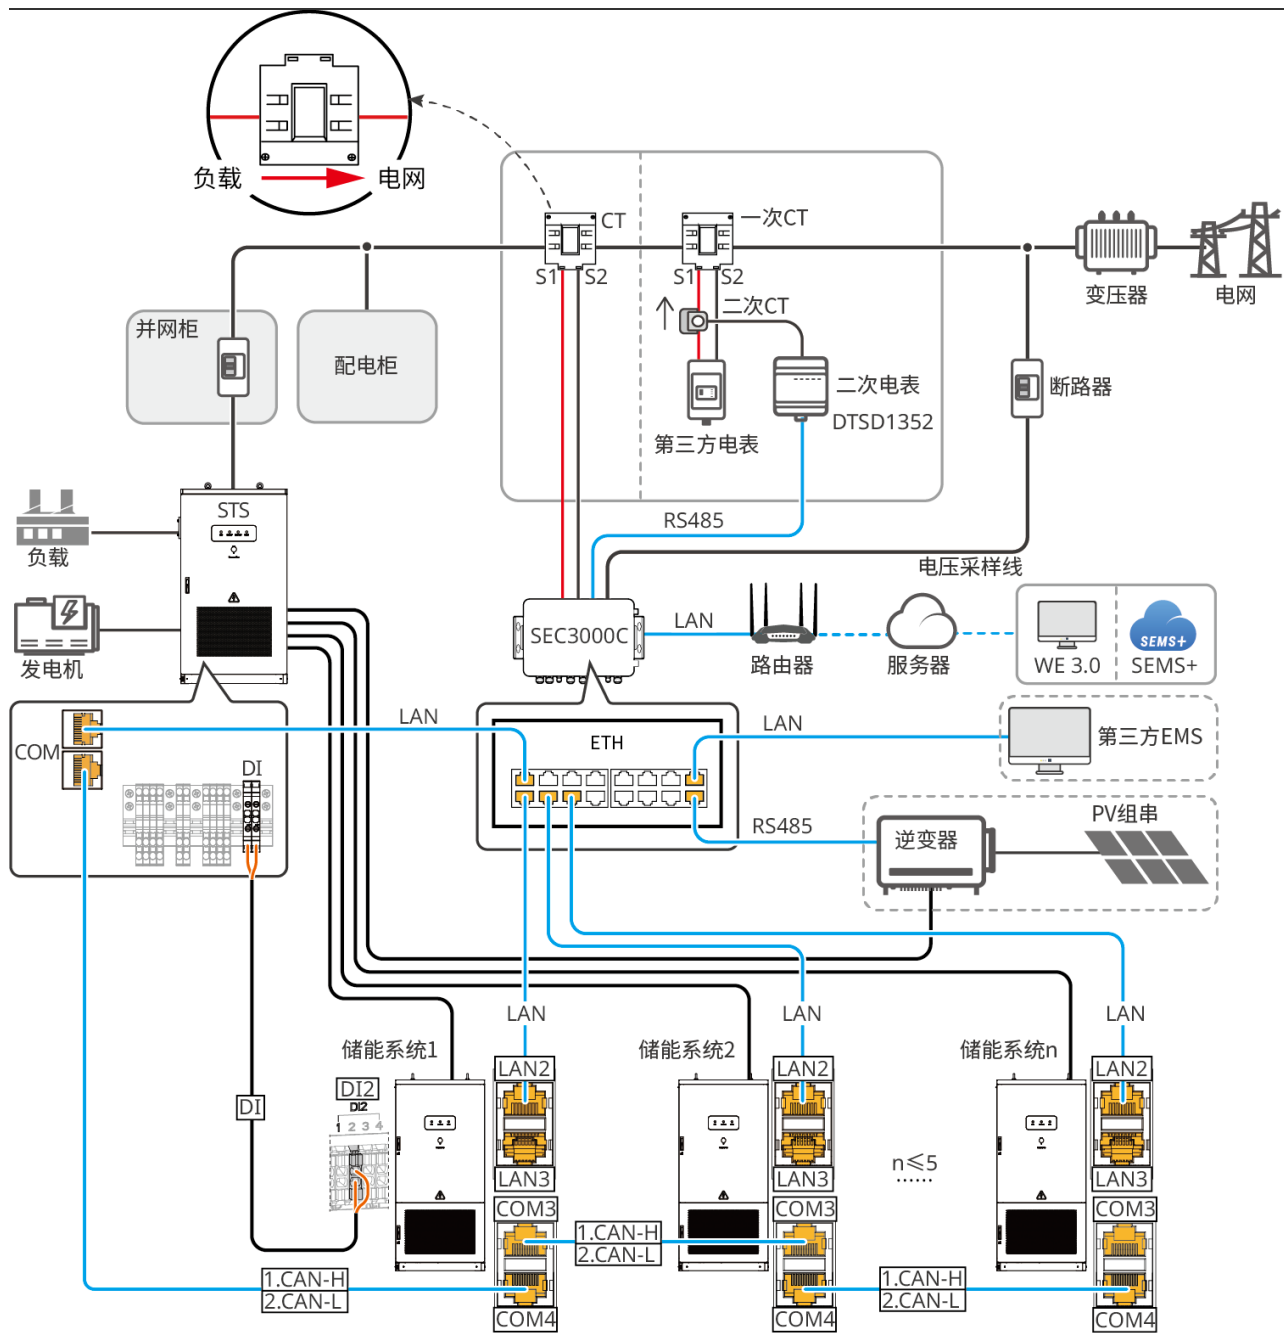 负载 电网
CT
一次CT
S1 S2
S1 S2
变压器
电网
并网柜
配电柜
二次CT
二次电表
DTSD1352
第三方电表
断路器
STS
负载
发电机
RS485
电压采样线
SEC3000C
LAN
路由器
服务器
WE 3.0
SEMS+
SEMS+
COM
DI
LAN
ETH
LAN
第三方EMS
RS485
逆变器
PV组串
LAN
LAN
LAN
储能系统1
储能系统2
储能系统n
LAN2
LAN2
LAN2
DI
DI2
DI2
1 2 3 4
n≤5
......
LAN3
LAN3
LAN3
COM3
COM3
COM3
1.CAN-H
2.CAN-L
1.CAN-H
2.CAN-L
1.CAN-H
2.CAN-L
COM4
COM4
COM4